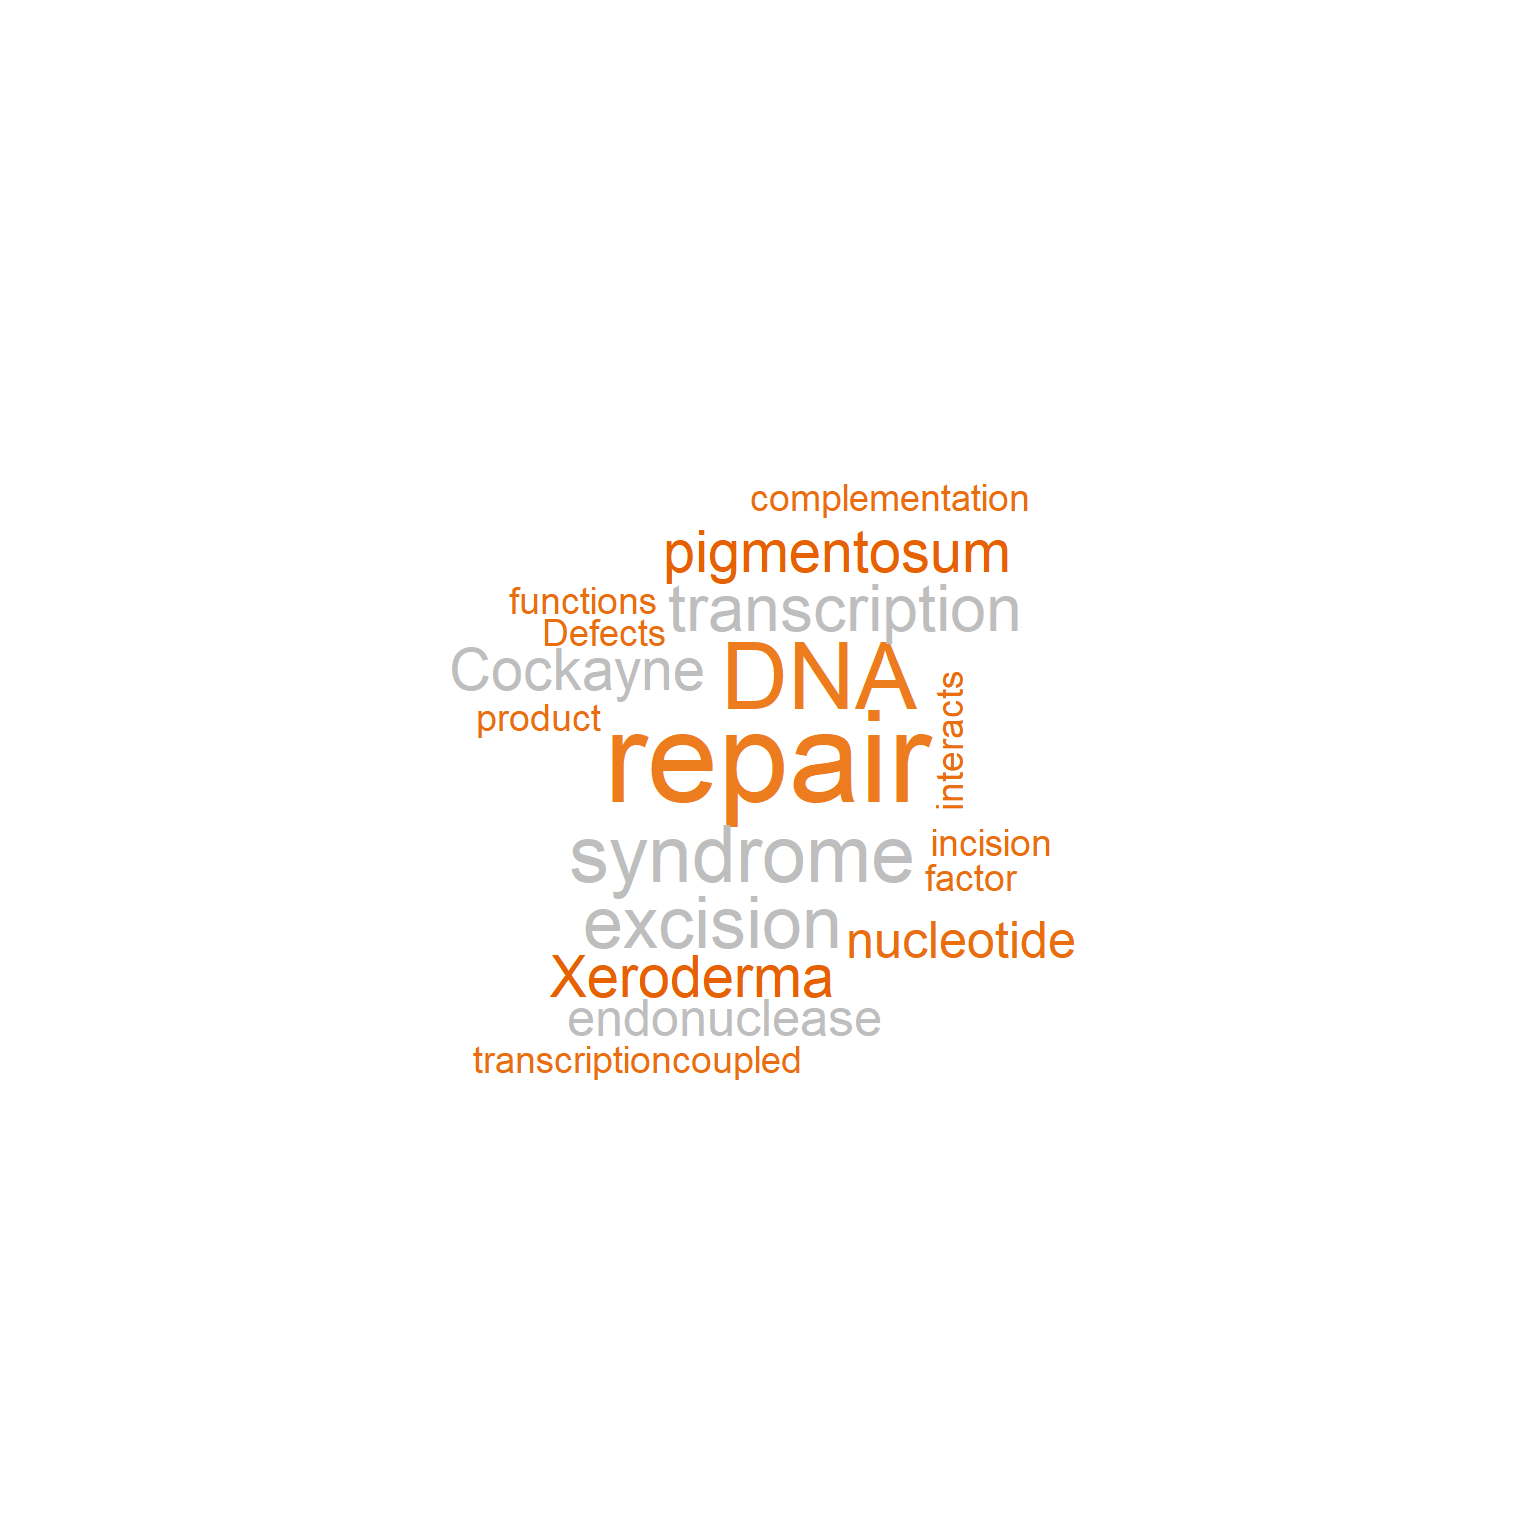 complementation
pigmentosum
functions
transcription
Defects
Cockayne
DNA
product
interacts
repair
syndrome
incision
factor
excision
nucleotide
Xeroderma
endonuclease
transcriptioncoupled